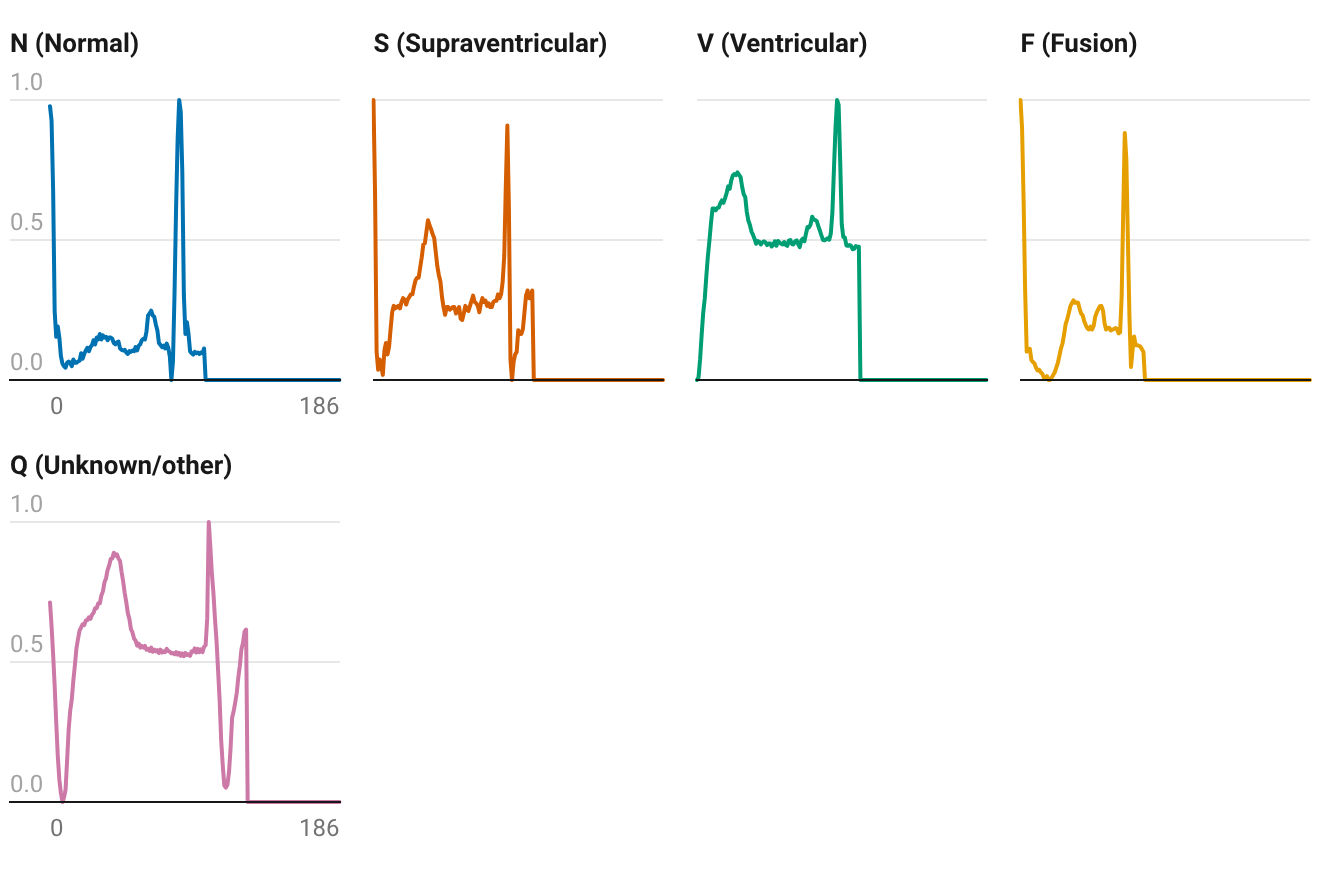 N (Normal)
S (Supraventricular)
V (Ventricular)
F (Fusion)
1.0
0.5
0.0
0
186
Q (Unknown/other)
1.0
0.5
0.0
0
186